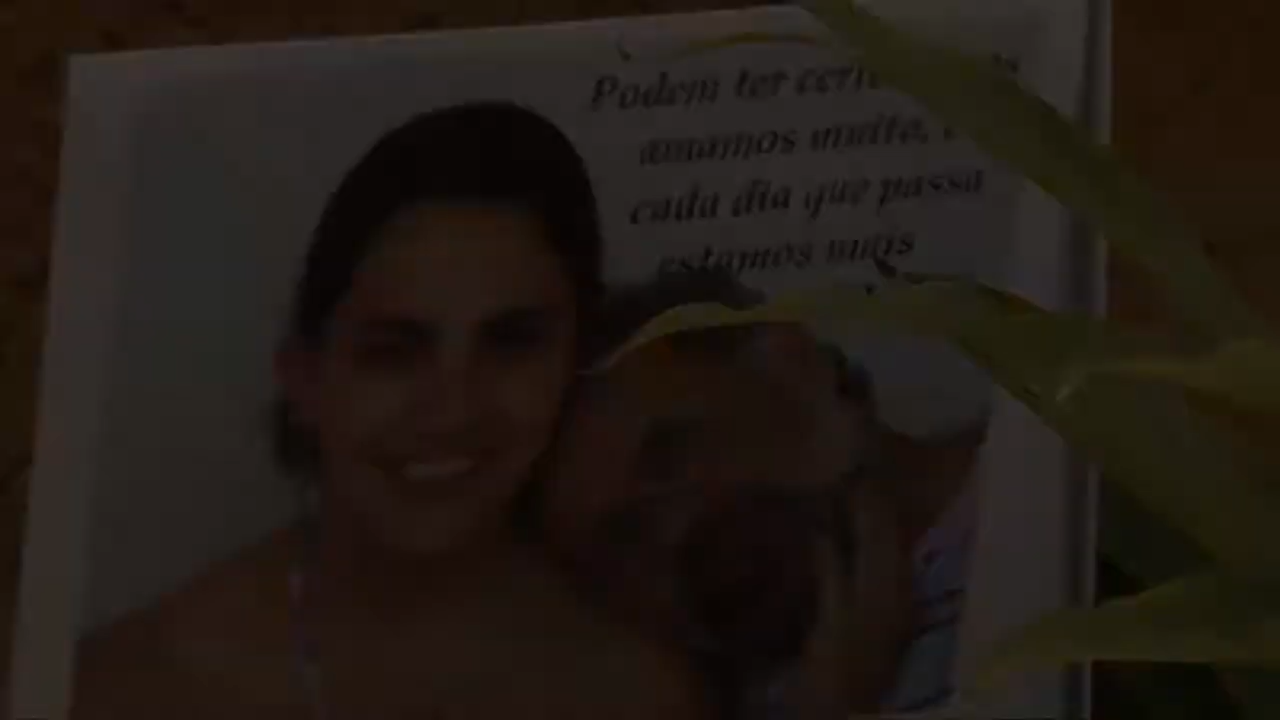 Podem ter
amamos muito,
cada dia que passa
estamos mais